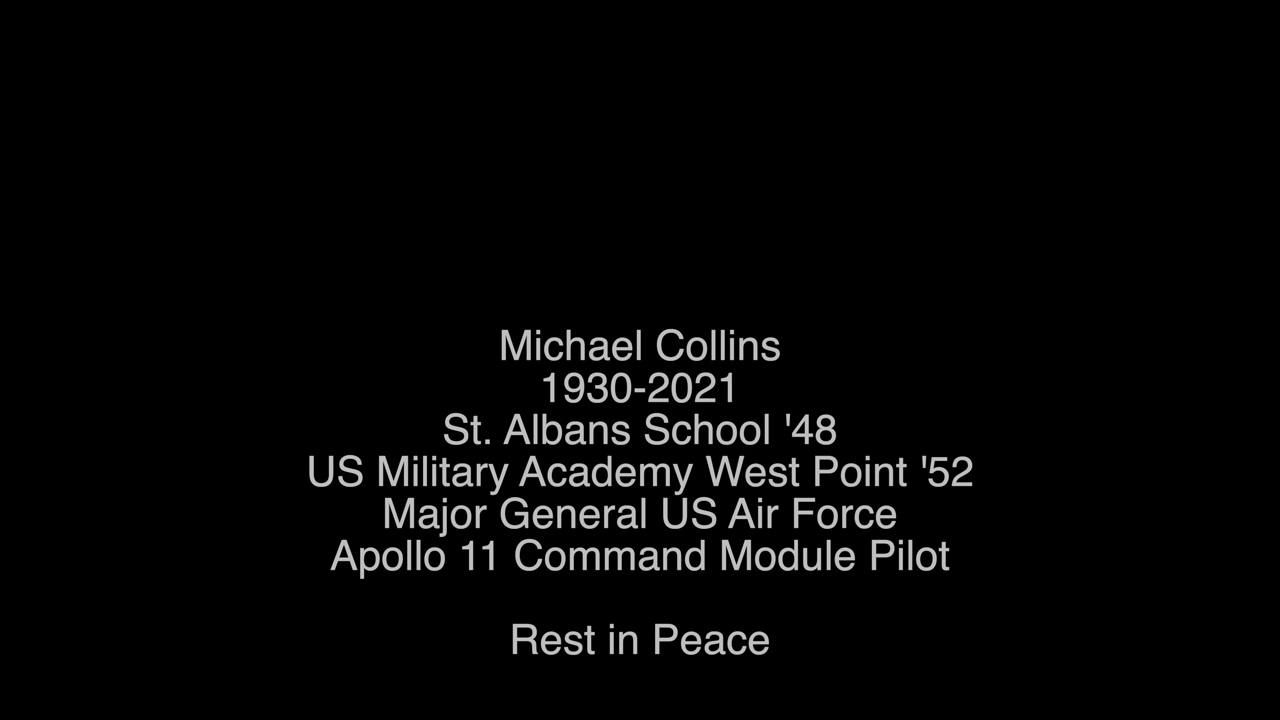 Michael Collins
1930-2021
St. Albans School '48
US Military Academy West Point '52
Major General US Air Force
Apollo 11 Command Module Pilot
Rest in Peace